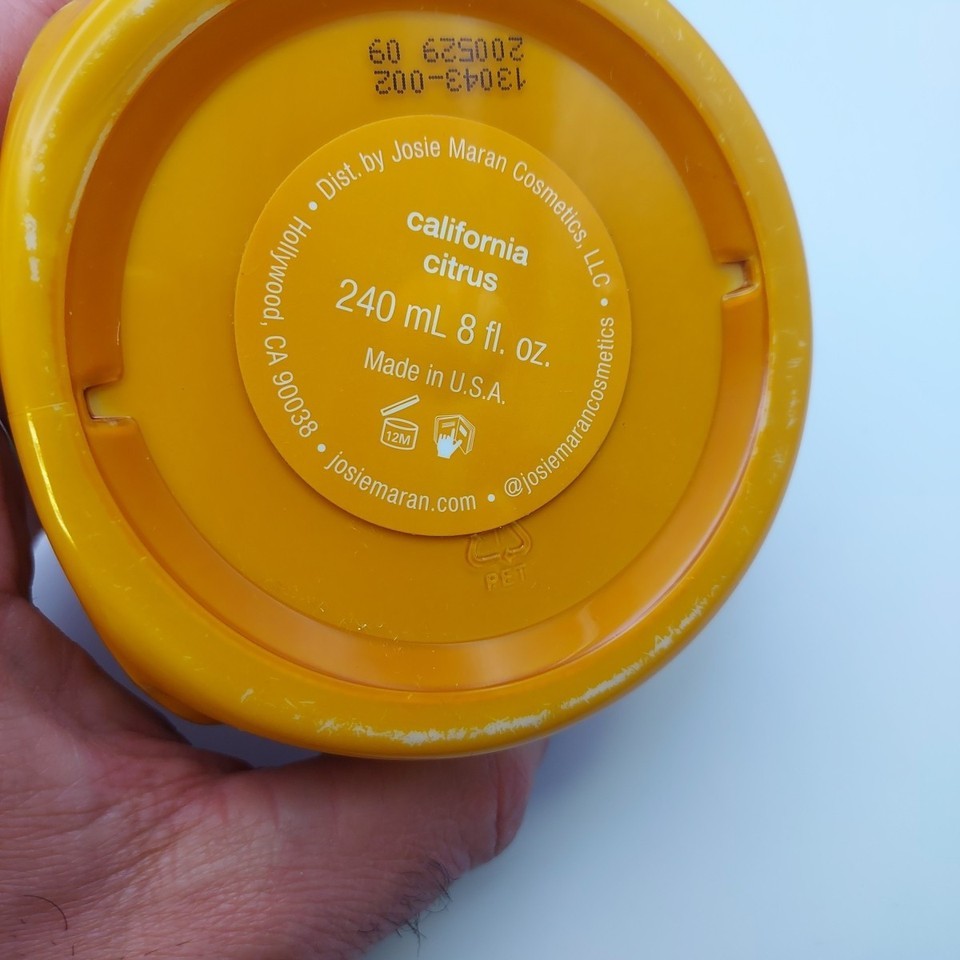 200529 09
13043-002
• Dist. by Josie Maran Cosmetics, LLC • @josiemarancosmetics • josiemaran.com • Hollywood, CA 90038
california
citrus
240 mL 8 fl. oz.
Made in U.S.A.
12M
PET